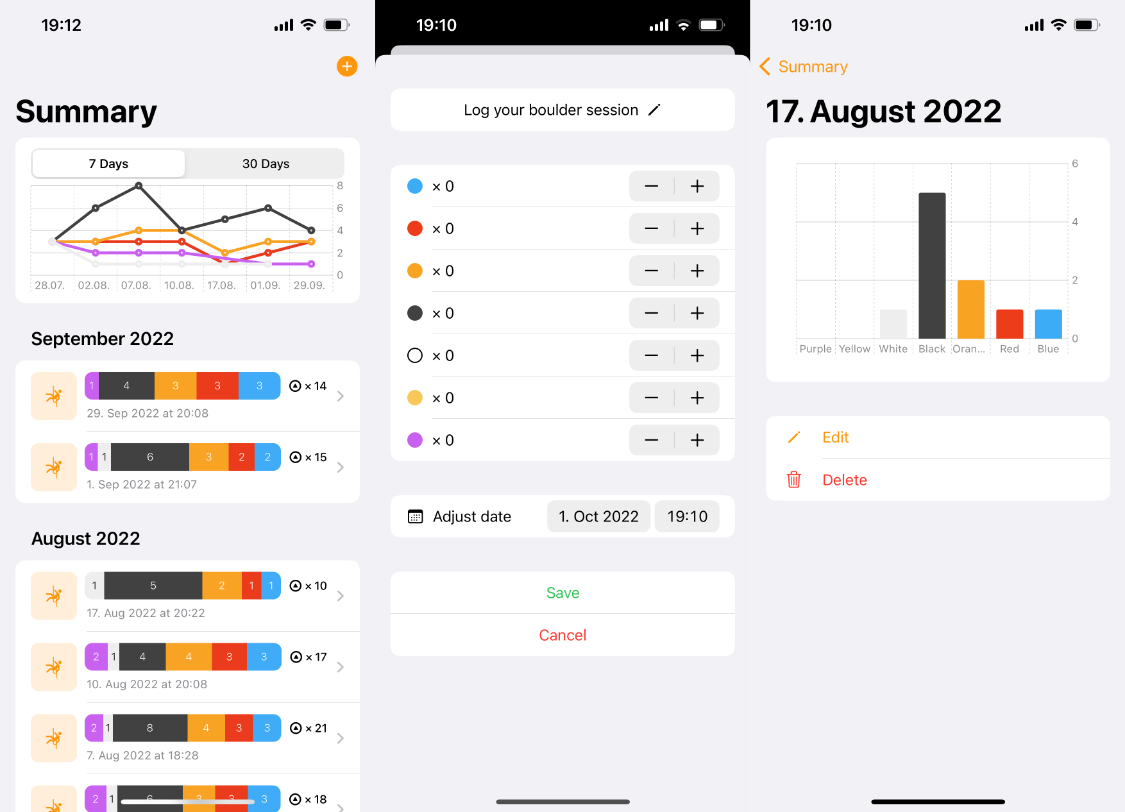 19:12
Summary
7 Days 30 Days
8
6
4
2
0
28.07. 02.08. 07.08. 10.08. 17.08. 01.09. 29.09.
September 2022
1 4 3 3 3 × 14
29. Sep 2022 at 20:08
1 1 6 3 2 2 × 15
1. Sep 2022 at 21:07
August 2022
1 5 2 1 1 × 10
17. Aug 2022 at 20:22
2 1 4 4 3 3 × 17
10. Aug 2022 at 20:08
2 1 8 4 3 3 × 21
7. Aug 2022 at 18:28
2 1 6 3 3 3 × 18
19:10
Log your boulder session
× 0
× 0
× 0
× 0
× 0
× 0
× 0
Adjust date 1. Oct 2022 19:10
Save
Cancel
19:10
Summary
17. August 2022
6
4
2
0
Purple Yellow White Black Oran... Red Blue
Edit
Delete